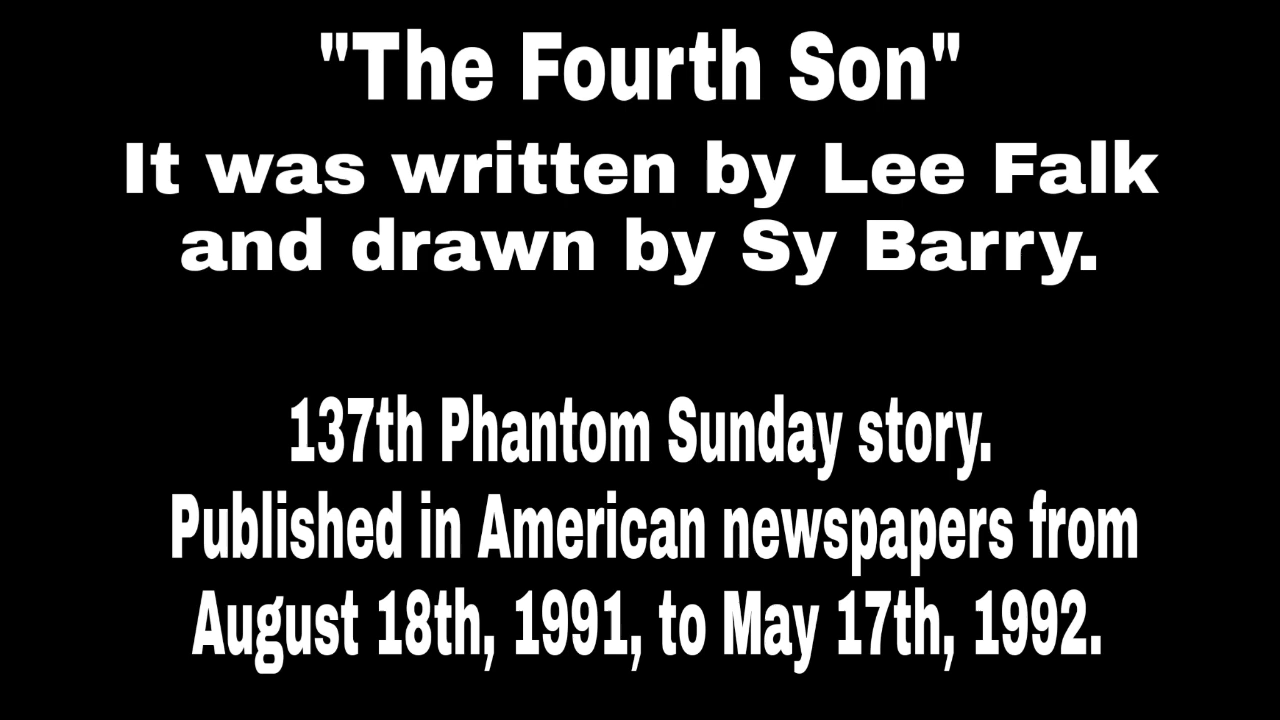 "The Fourth Son"
It was written by Lee Falk
and drawn by Sy Barry.
137th Phantom Sunday story.
Published in American newspapers from
August 18th, 1991, to May 17th, 1992.